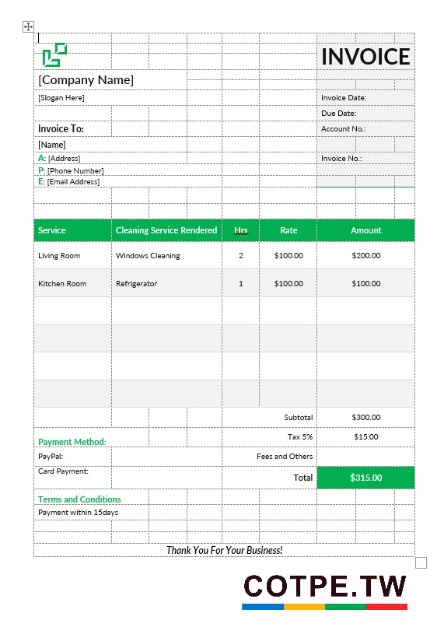 INVOICE
[Company Name]
[Slogan Here]
Invoice Date:
Due Date:
Invoice To:
Account No.:
[Name]
A: [Address]
Invoice No.:
P: [Phone Number]
E: [Email Address]
Service Cleaning Service Rendered Hrs Rate Amount
Living Room Windows Cleaning 2 $100.00 $200.00
Kitchen Room Refrigerator 1 $100.00 $100.00
Subtotal $300.00
Payment Method: Tax 5% $15.00
PayPal: Fees and Others
Card Payment: Total $315.00
Terms and Conditions
Payment within 15days
Thank You For Your Business!
COTPE.TW